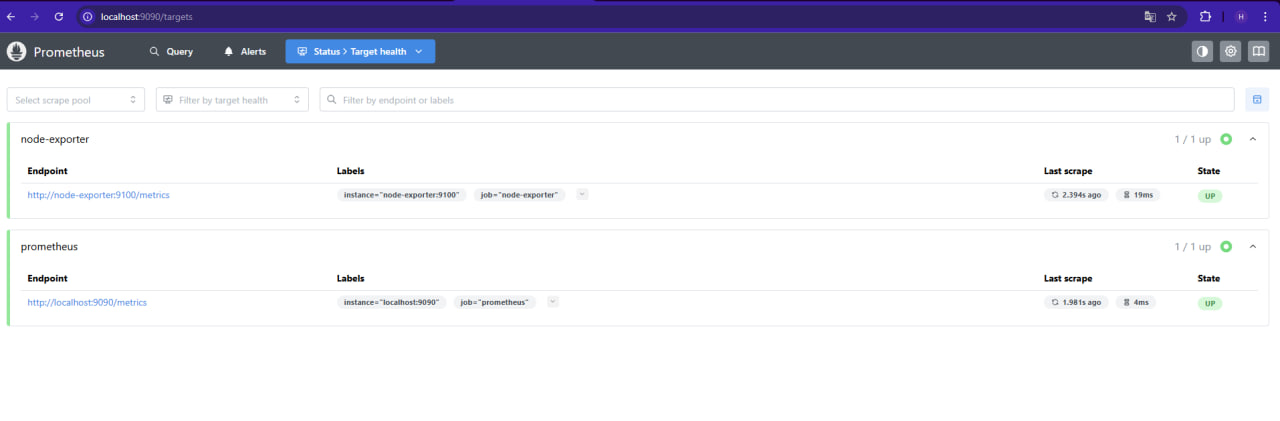 localhost:9090/targets
H
Prometheus Query Alerts Status > Target health
Select scrape pool Filter by target health Filter by endpoint or labels
node-exporter 1 / 1 up
Endpoint Labels Last scrape State
http://node-exporter:9100/metrics instance="node-exporter:9100" job="node-exporter" 2.394s ago 19ms UP
prometheus 1 / 1 up
Endpoint Labels Last scrape State
http://localhost:9090/metrics instance="localhost:9090" job="prometheus" 1.981s ago 4ms UP